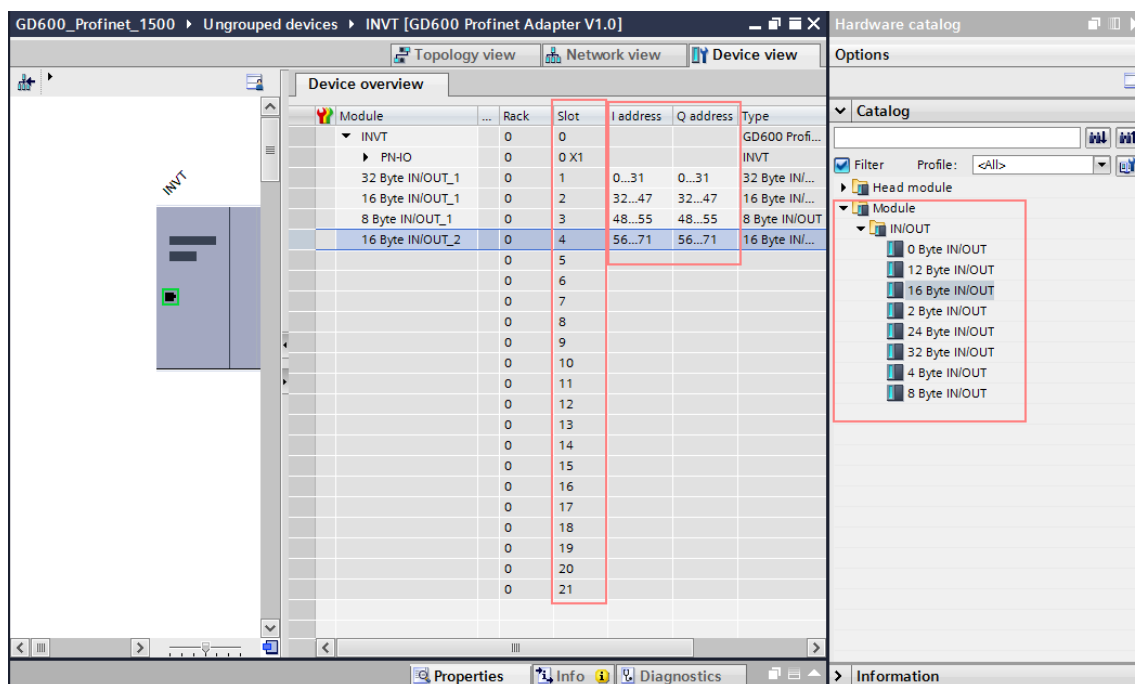 GD600_Profinet_1500 ▸ Ungrouped devices ▸ INVT [GD600 Profinet Adapter V1.0]
Hardware catalog
Topology view Network view Device view
Options
Device overview
Catalog
Module ... Rack Slot I address Q address Type
INVT 0 0 GD600 Profi...
PN-IO 0 0 X1 INVT
32 Byte IN/OUT_1 0 1 0...31 0...31 32 Byte IN/...
16 Byte IN/OUT_1 0 2 32...47 32...47 16 Byte IN/...
8 Byte IN/OUT_1 0 3 48...55 48...55 8 Byte IN/OUT
16 Byte IN/OUT_2 0 4 56...71 56...71 16 Byte IN/...
0 5
0 6
0 7
0 8
0 9
0 10
0 11
0 12
0 13
0 14
0 15
0 16
0 17
0 18
0 19
0 20
0 21
INVT
Filter Profile: <All>
Head module
Module
IN/OUT
0 Byte IN/OUT
12 Byte IN/OUT
16 Byte IN/OUT
2 Byte IN/OUT
24 Byte IN/OUT
32 Byte IN/OUT
4 Byte IN/OUT
8 Byte IN/OUT
Properties Info Diagnostics
Information